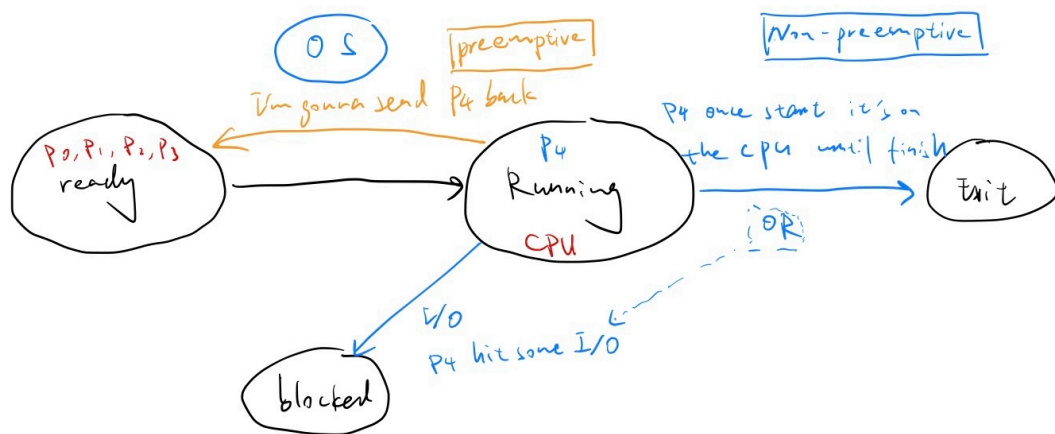 OS
preemptive
I'm gonna send P4 back
Non-preemptive
P4 once start it's on
the CPU until finish
P0, P1, P2, P3
ready
P4
Running
CPU
Exit
OR
I/O
P4 hit some I/O
blocked